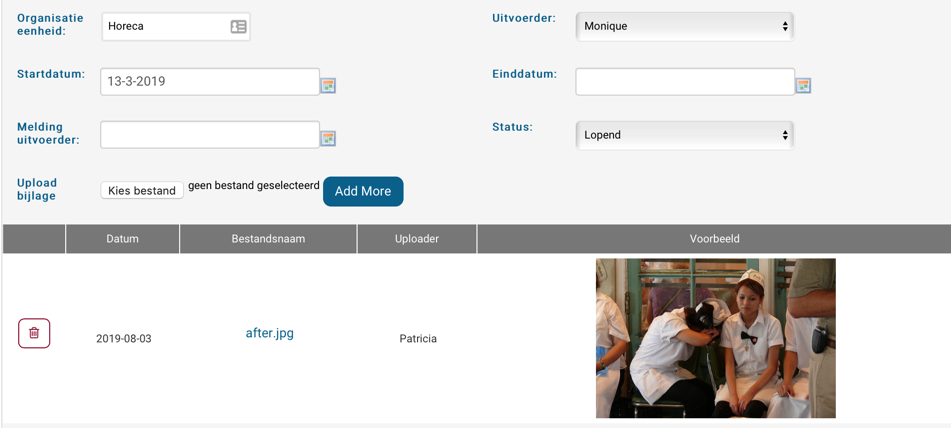 Organisatie
eenheid:
Horeca
Uitvoerder:
Monique
Startdatum:
13-3-2019
Einddatum:
Melding
uitvoerder:
Status:
Lopend
Upload
bijlage
Kies bestand
geen bestand geselecteerd
Add More
Datum
Bestandsnaam
Uploader
Voorbeeld
2019-08-03
after.jpg
Patricia